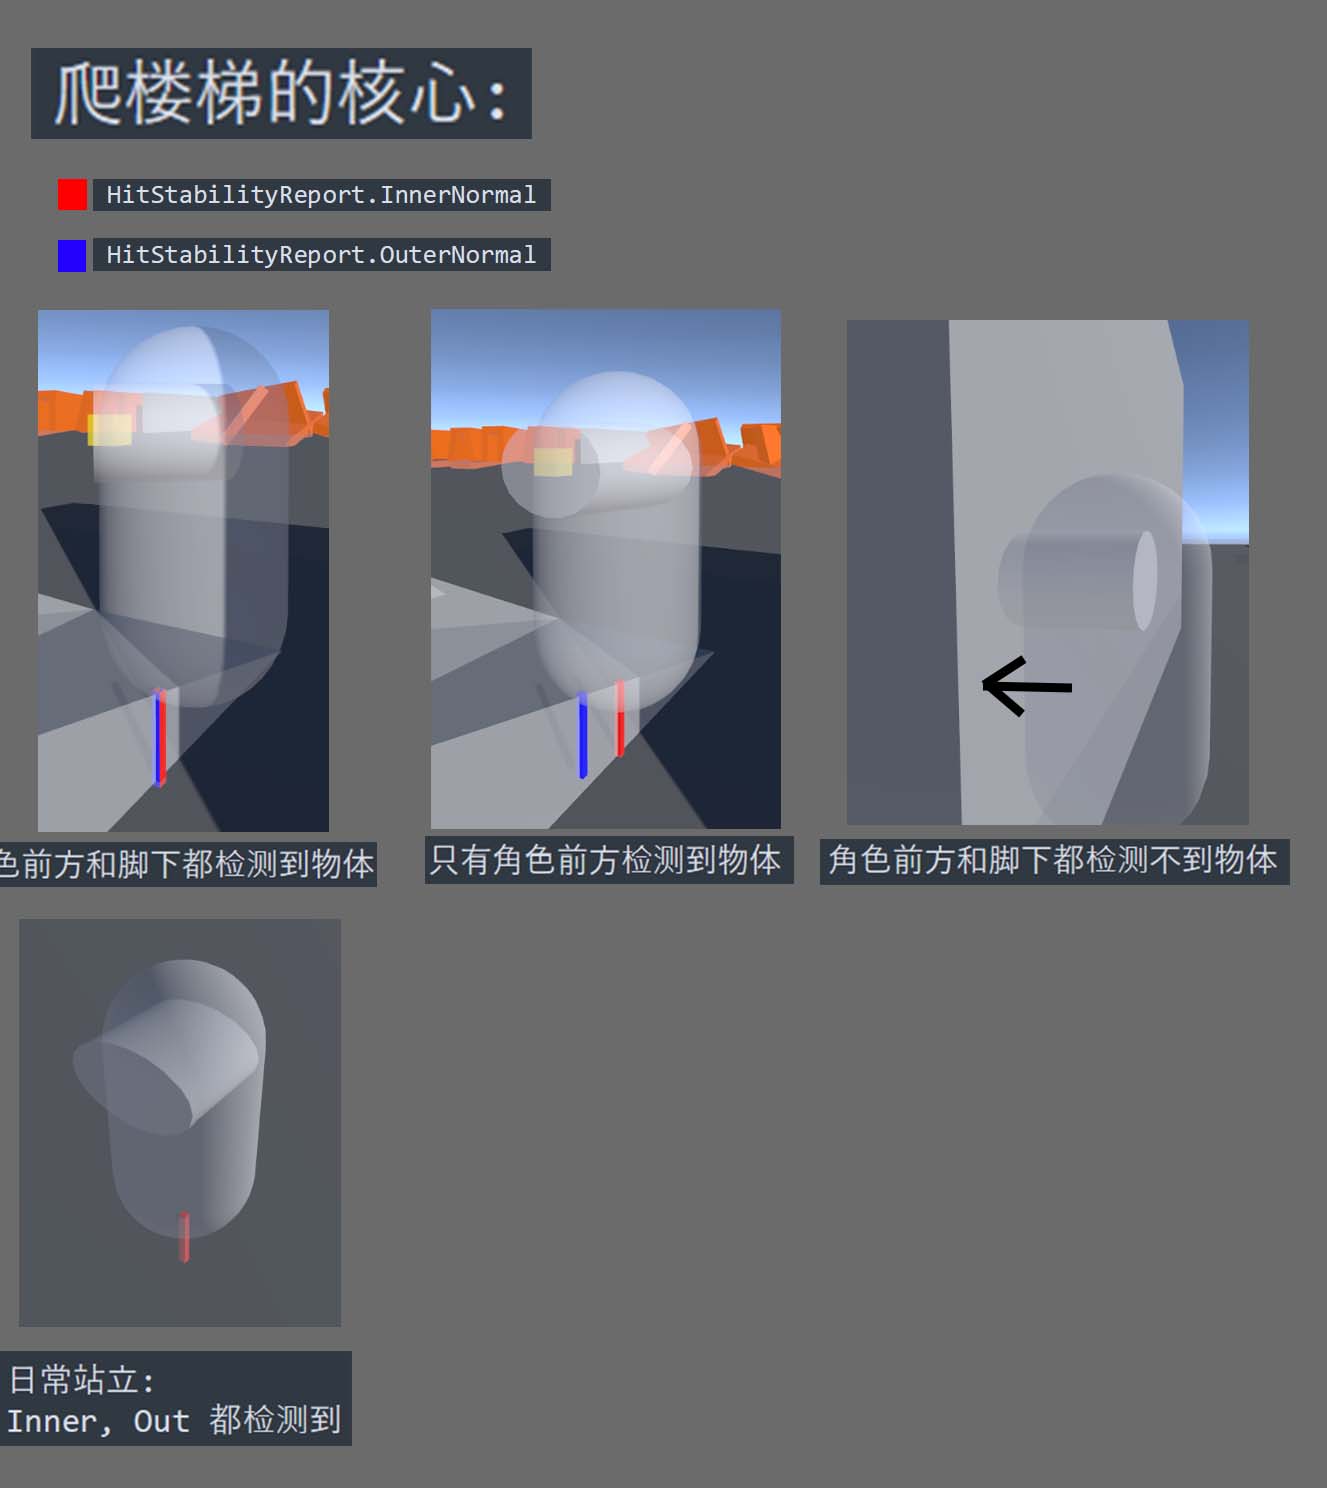 爬楼梯的核心:
HitStabilityReport.InnerNormal
HitStabilityReport.OuterNormal
色前方和脚下都检测到物体
只有角色前方检测到物体
角色前方和脚下都检测不到物体
日常站立:
Inner, Out 都检测到